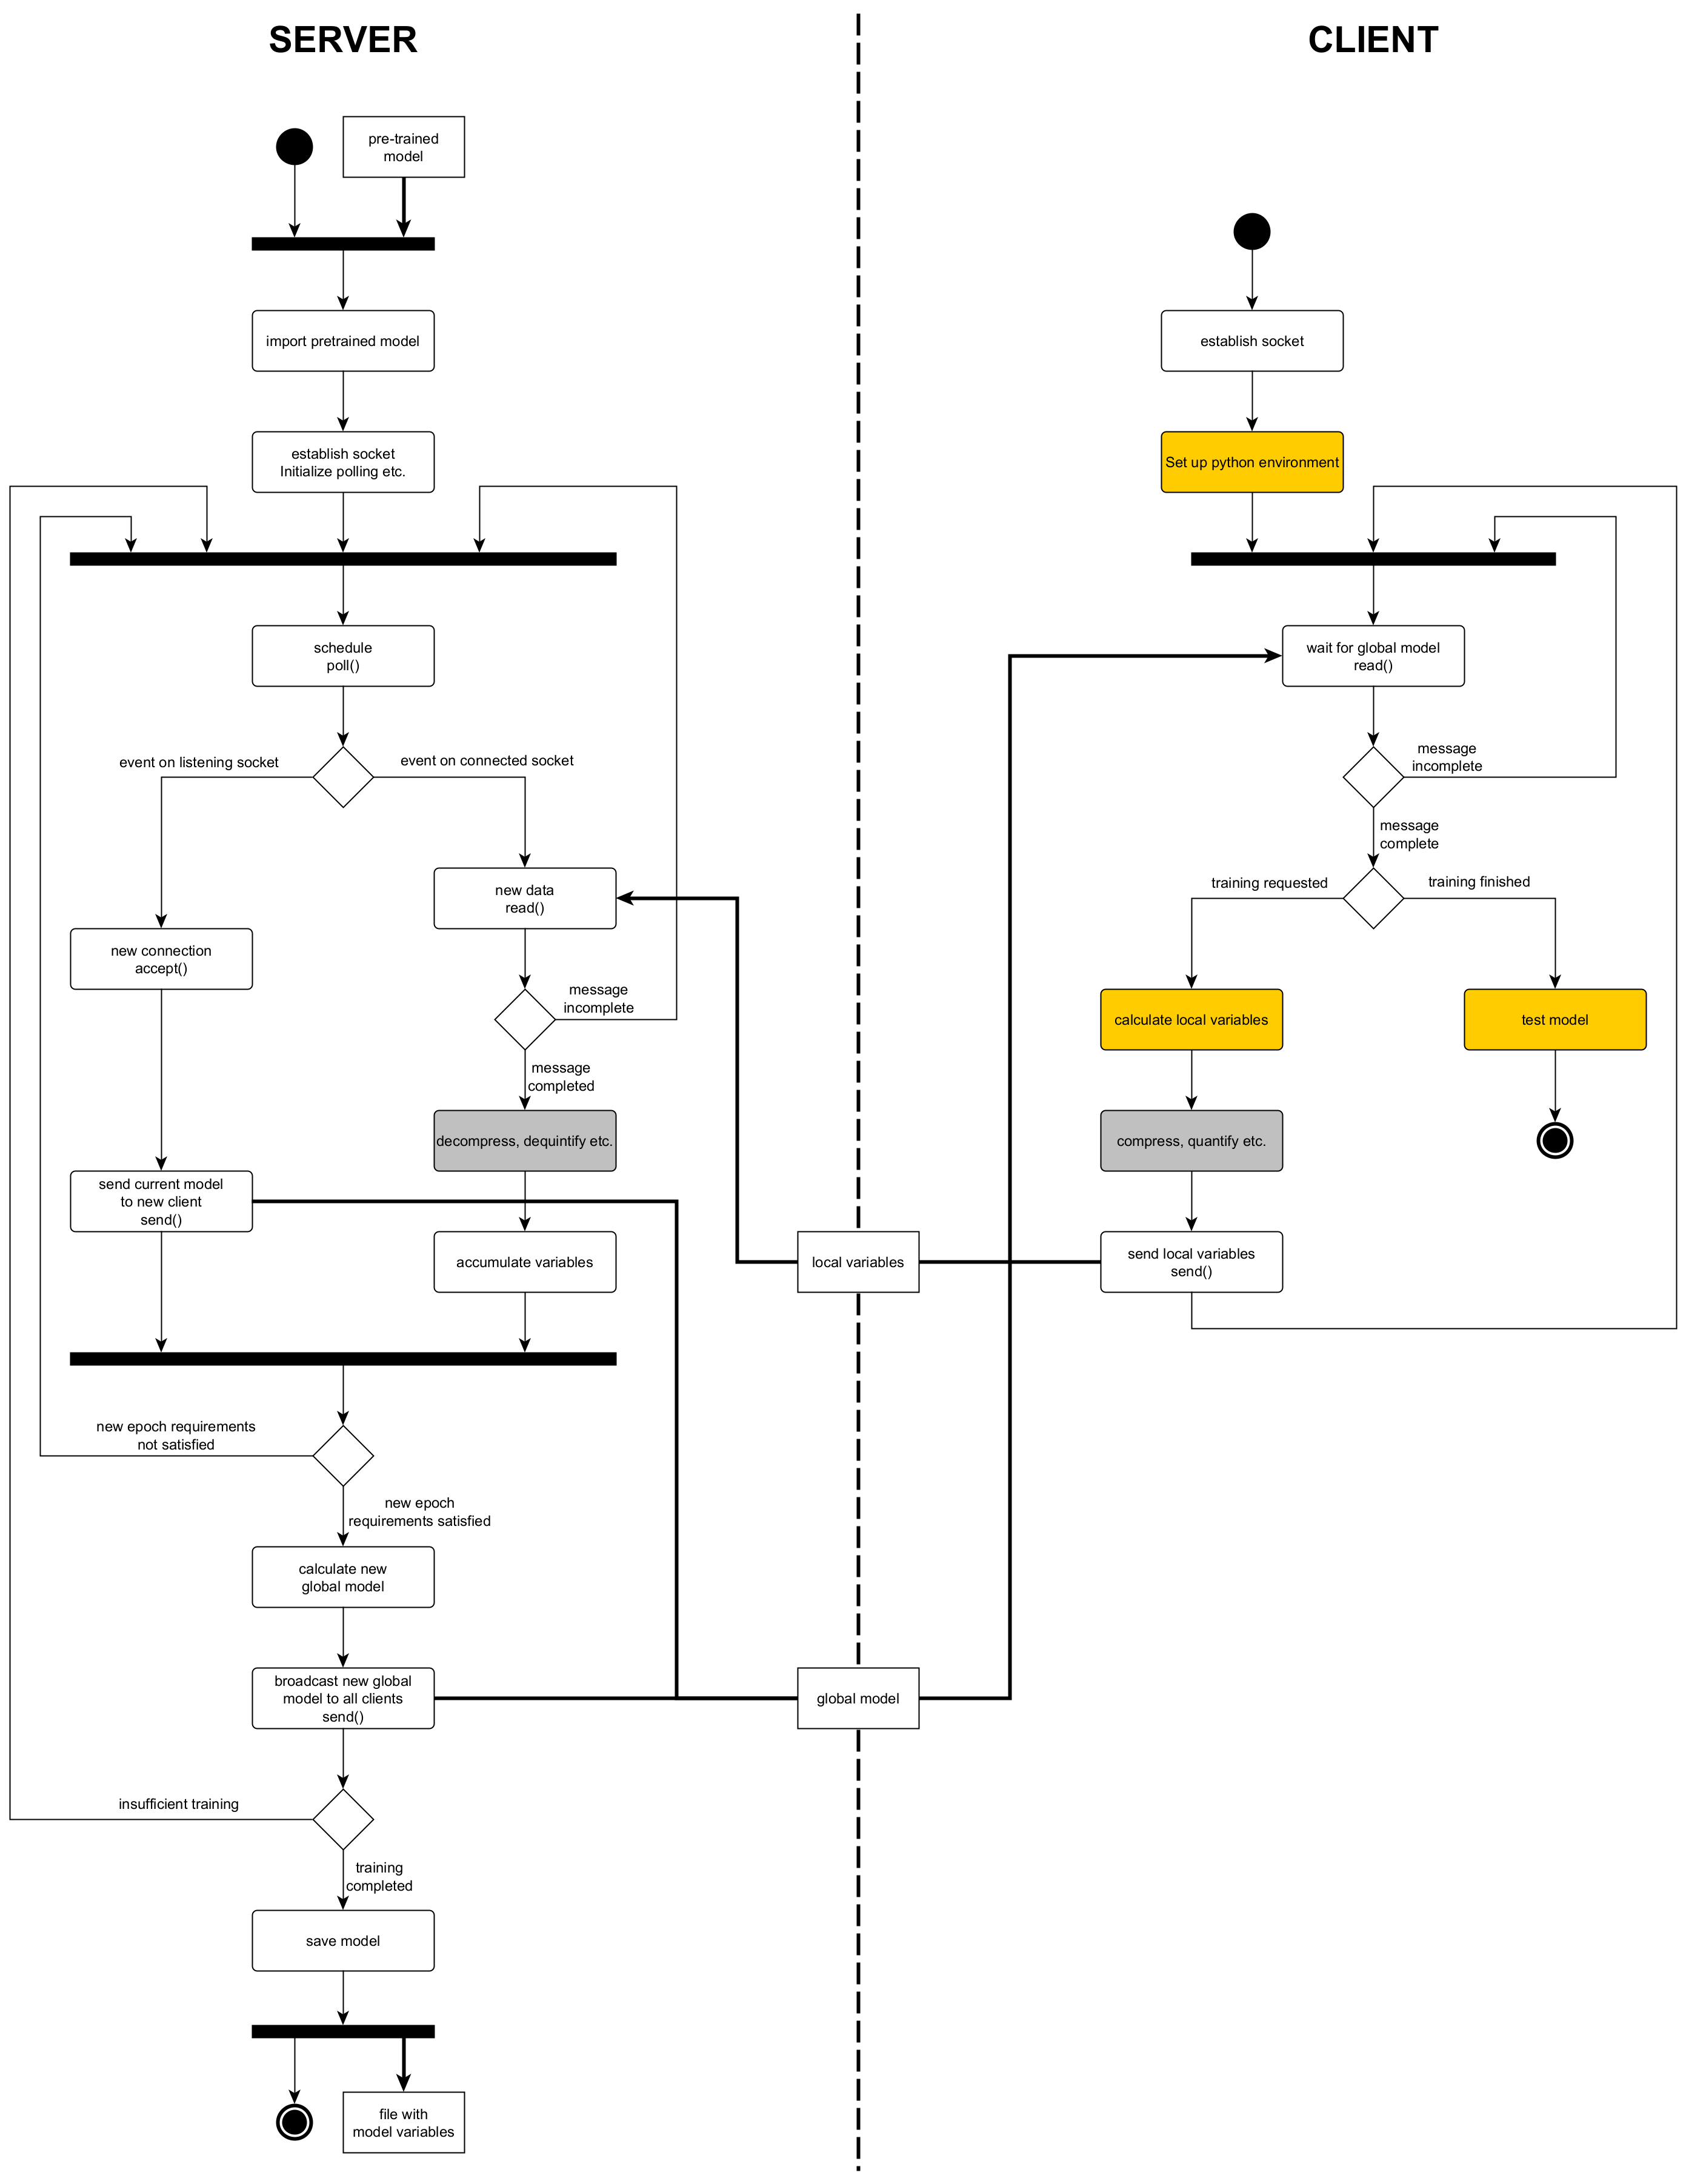 SERVER
CLIENT
pre-trained
model
import pretrained model
establish socket
establish socket
Initialize polling etc.
Set up python environment
schedule
poll()
wait for global model
read()
event on listening socket
event on connected socket
message
incomplete
message
complete
new data
read()
training requested
training finished
new connection
accept()
message
incomplete
calculate local variables
test model
message
completed
decompress, dequintify etc.
compress, quantify etc.
send current model
to new client
send()
accumulate variables
local variables
send local variables
send()
new epoch requirements
not satisfied
new epoch
requirements satisfied
calculate new
global model
broadcast new global
model to all clients
send()
global model
insufficient training
training
completed
save model
file with
model variables